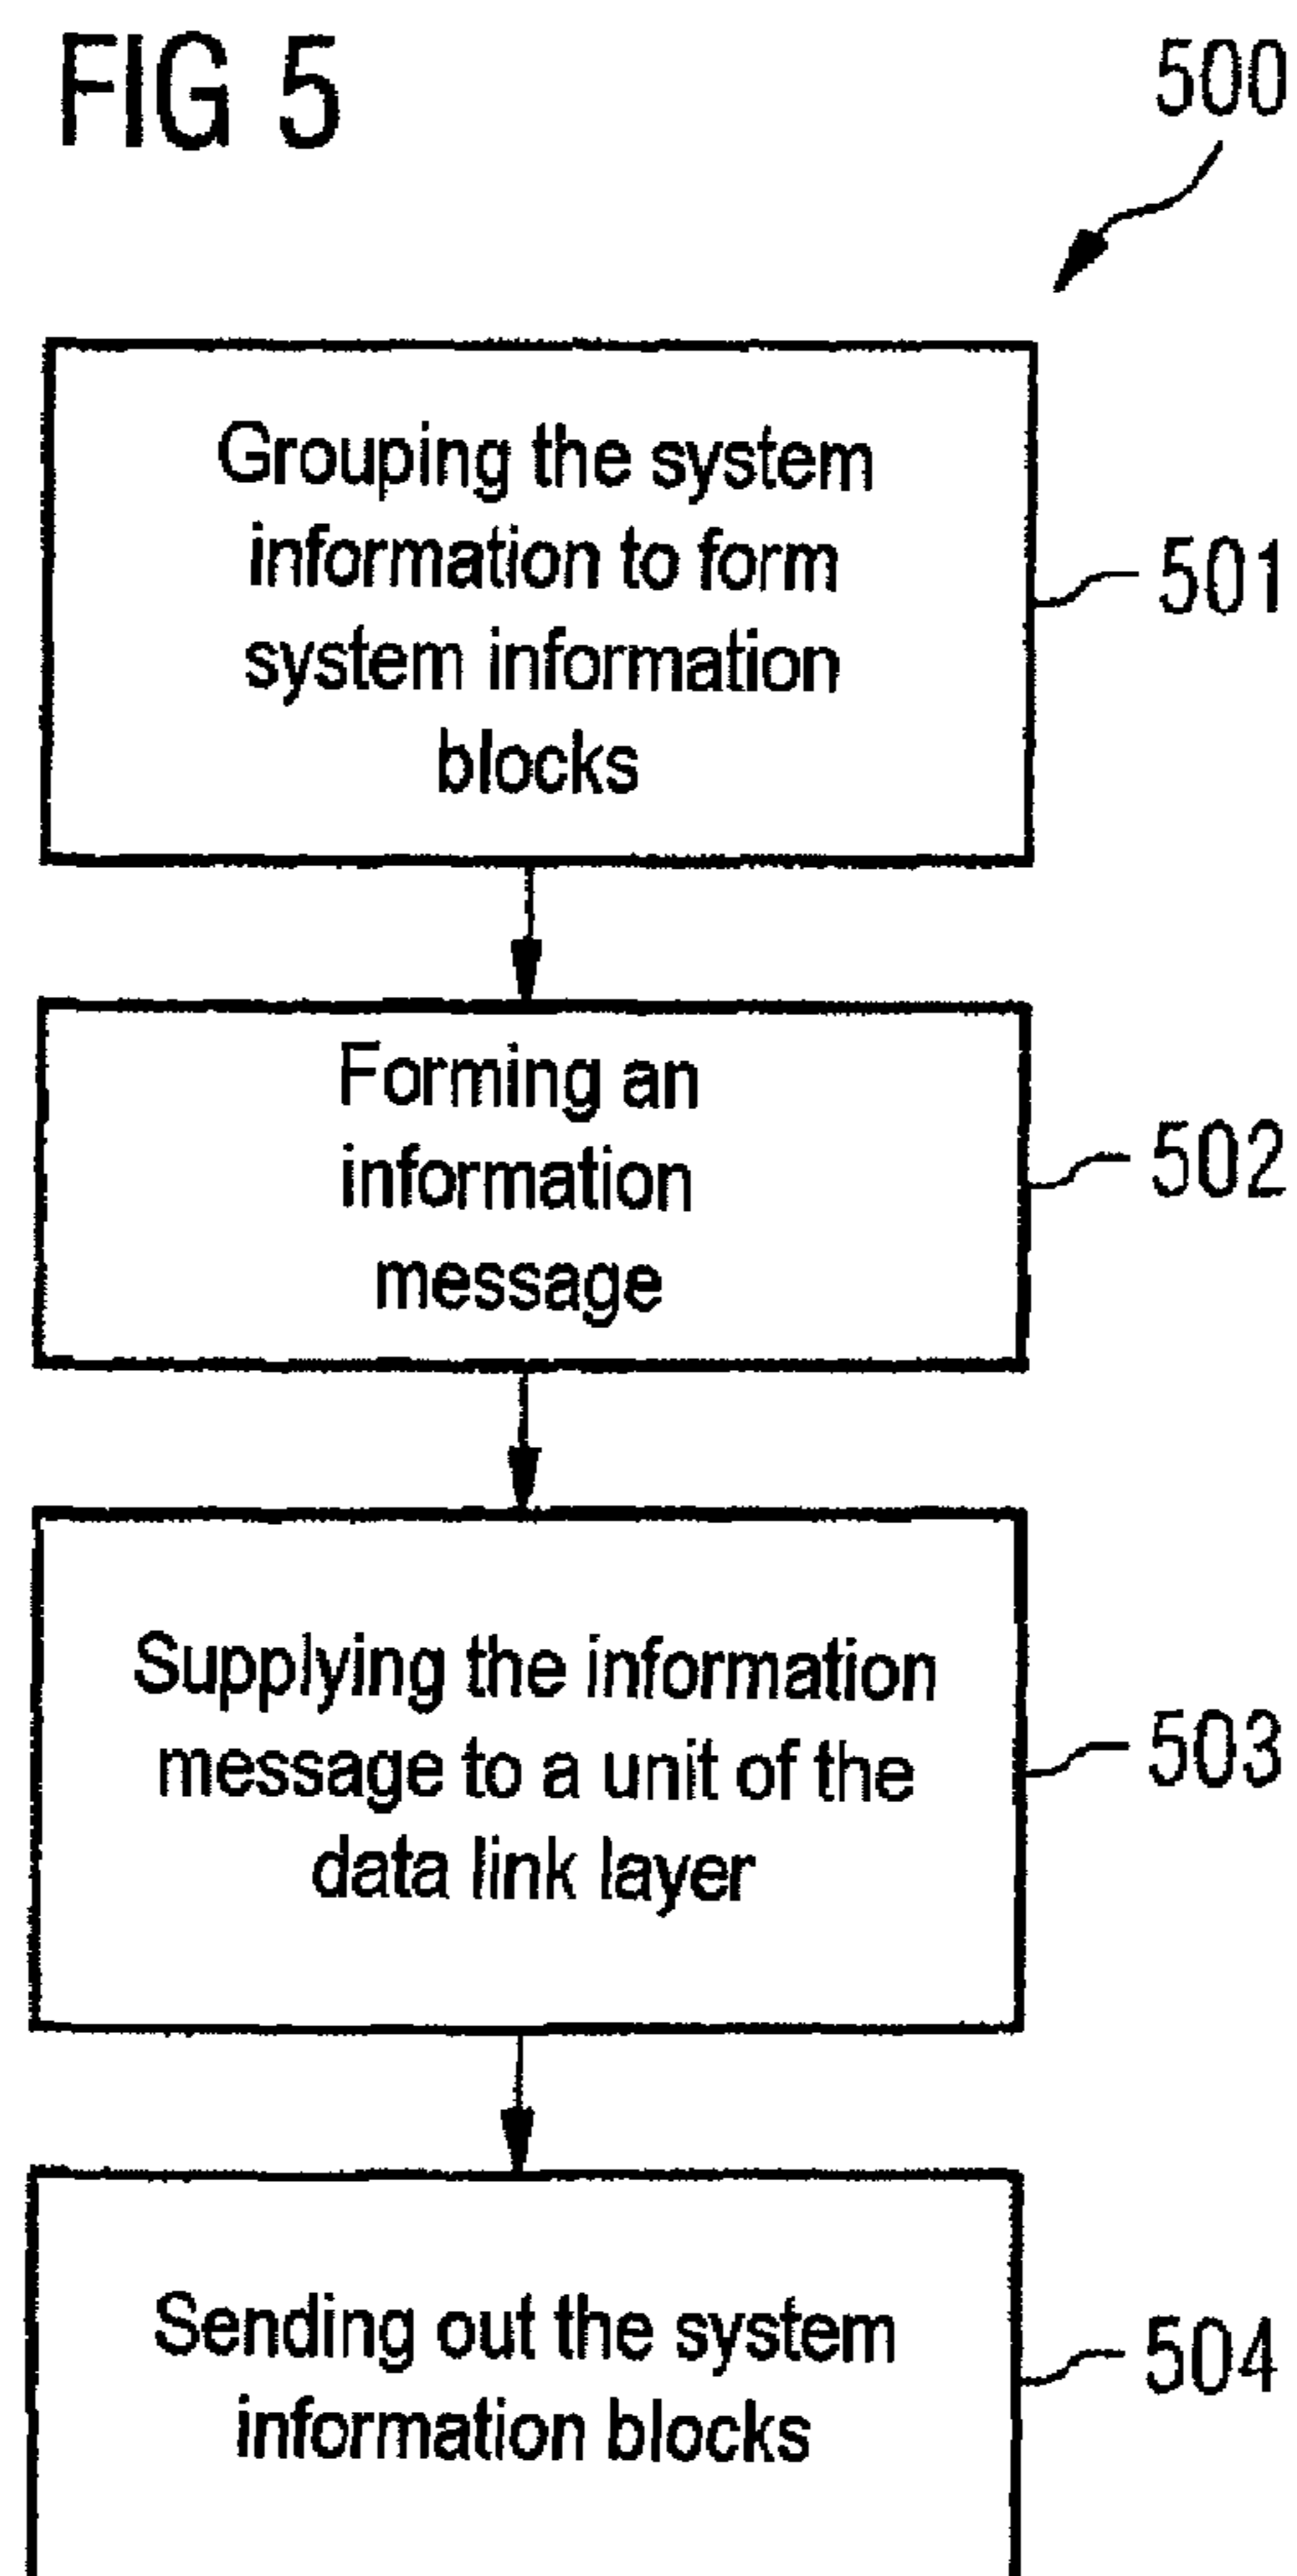 FIG 5
500
Grouping the system
information to form
system information
blocks
501
Forming an
information
message
502
Supplying the information
message to a unit of the
data link layer
503
Sending out the system
information blocks
504